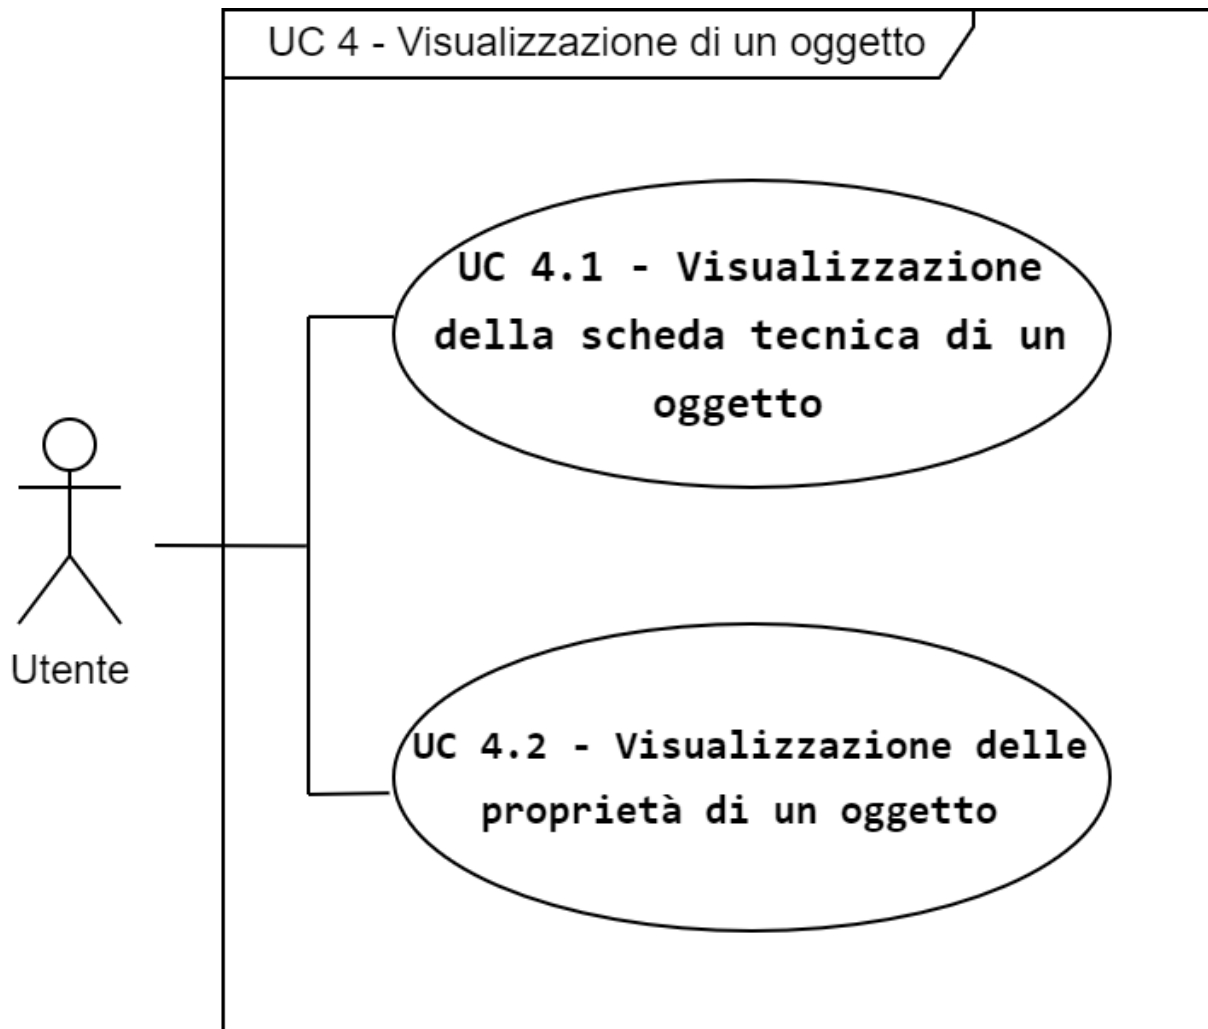 UC 4 - Visualizzazione di un oggetto
UC 4.1 - Visualizzazione
della scheda tecnica di un
oggetto
Utente
UC 4.2 - Visualizzazione delle
proprietà di un oggetto